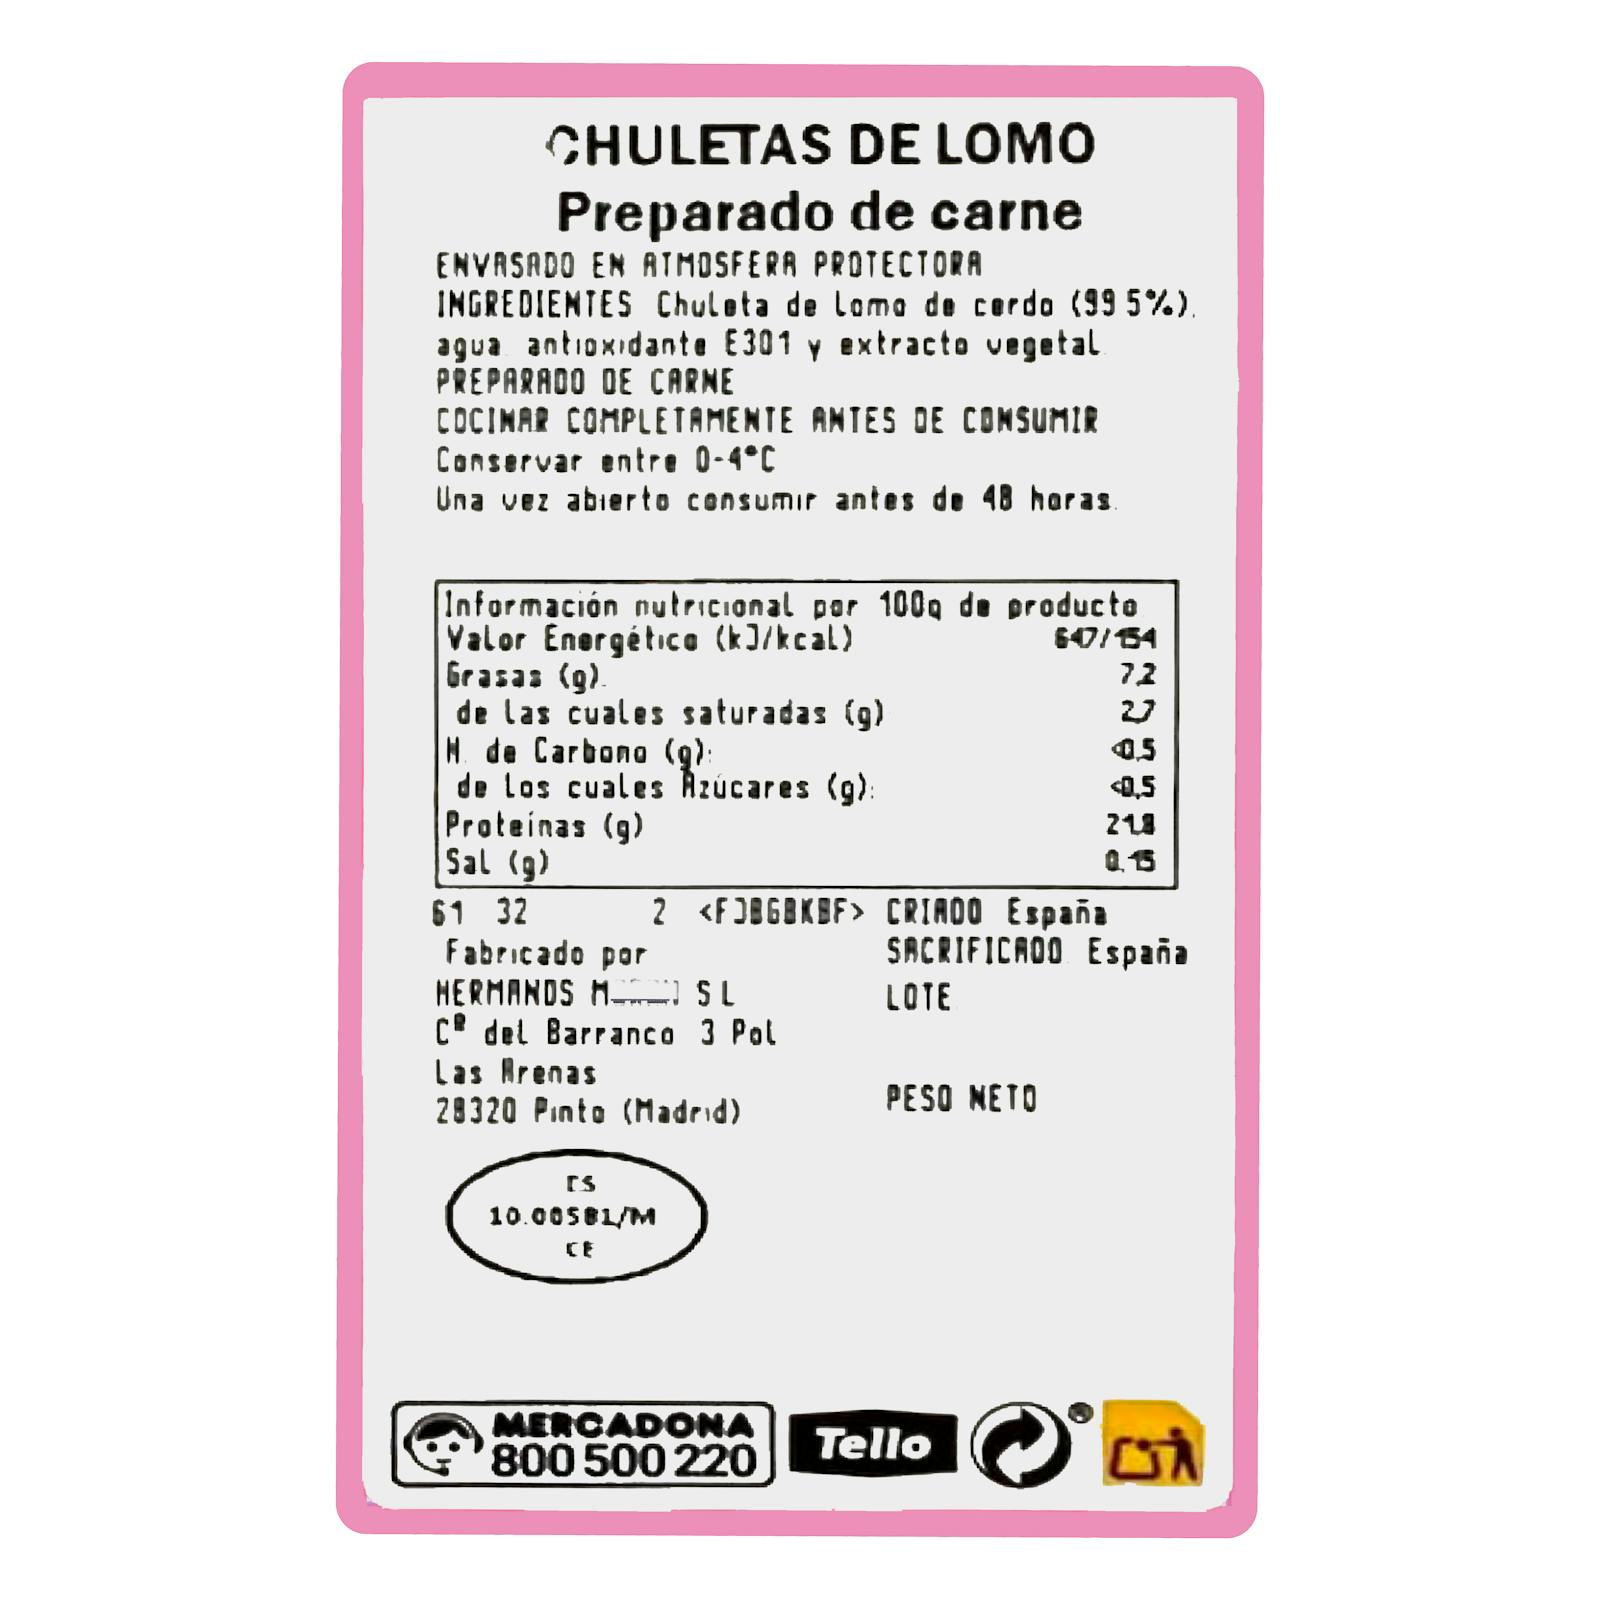 CHULETAS DE LOMO
Preparado de carne
ENVASADO EN ATMOSFERA PROTECTORA
INGREDIENTES Chuleta de lomo de cerdo (99 5%),
agua, antioxidante E301 y extracto vegetal.
PREPARADO DE CARNE
COCINAR COMPLETAMENTE ANTES DE CONSUMIR
Conservar entre 0-4ºC
Una vez abierto consumir antes de 48 horas.
Información nutricional por 100g de producto
Valor Energético (kJ/kcal) 647/154
Grasas (g). 7,2
de las cuales saturadas (g) 2,7
H. de Carbono (g): <0,5
de los cuales Azúcares (g): <0,5
Proteínas (g) 21,8
Sal (g) 0,15
61 32 2 CRIADO España
Fabricado por SACRIFICADO España
HERMANOS S L LOTE
Cº del Barranco 3 Pol
Las Arenas
28320 Pinto (Madrid) PESO NETO
ES
CE
MERCADONA
800 500 220
Tello